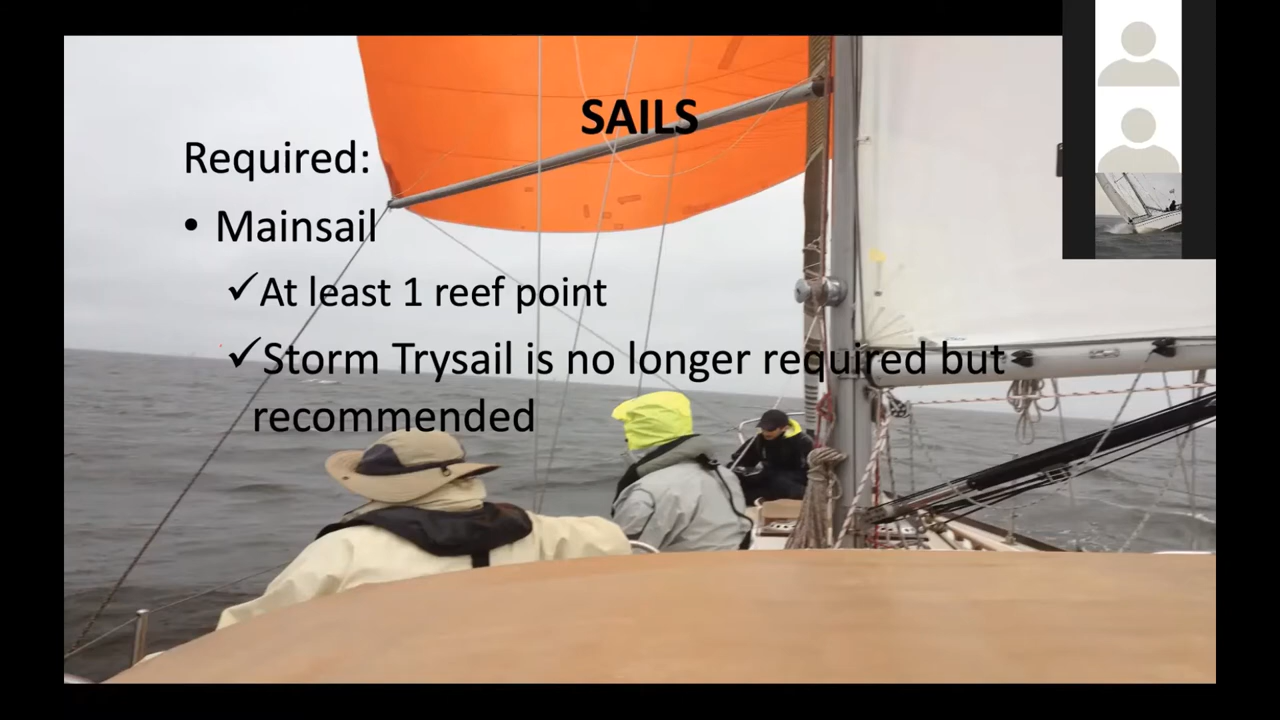 SAILS
Required:
• Mainsail
✓At least 1 reef point
✓Storm Trysail is no longer required but
recommended